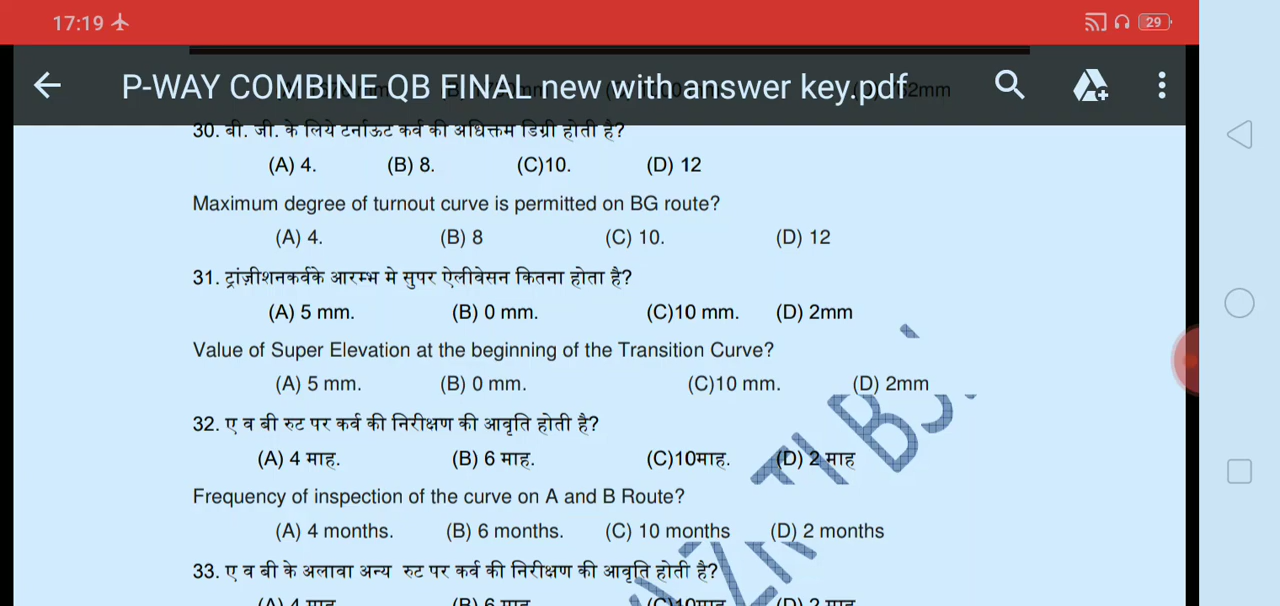 17:19
29
P-WAY COMBINE QB FINAL new with answer key.pdf
30. बी. जी. के लिये टर्नाऊट कर्व की अधिक्तम डिग्री होती है?
(A) 4. (B) 8. (C)10. (D) 12
Maximum degree of turnout curve is permitted on BG route?
(A) 4. (B) 8 (C) 10. (D) 12
31. ट्रांज़ीशनकर्वके आरम्भ मे सुपर ऐलीवेसन कितना होता है?
(A) 5 mm. (B) 0 mm. (C)10 mm. (D) 2mm
Value of Super Elevation at the beginning of the Transition Curve?
(A) 5 mm. (B) 0 mm. (C)10 mm. (D) 2mm
32. ए व बी रुट पर कर्व की निरीक्षण की आवृति होती है?
(A) 4 माह. (B) 6 माह. (C)10माह. (D) 2 माह
Frequency of inspection of the curve on A and B Route?
(A) 4 months. (B) 6 months. (C) 10 months (D) 2 months
33. ए व बी के अलावा अन्य रुट पर कर्व की निरीक्षण की आवृति होती है?
(A) 4 माह (B) 6 माह (C)10माह (D) 2 माह